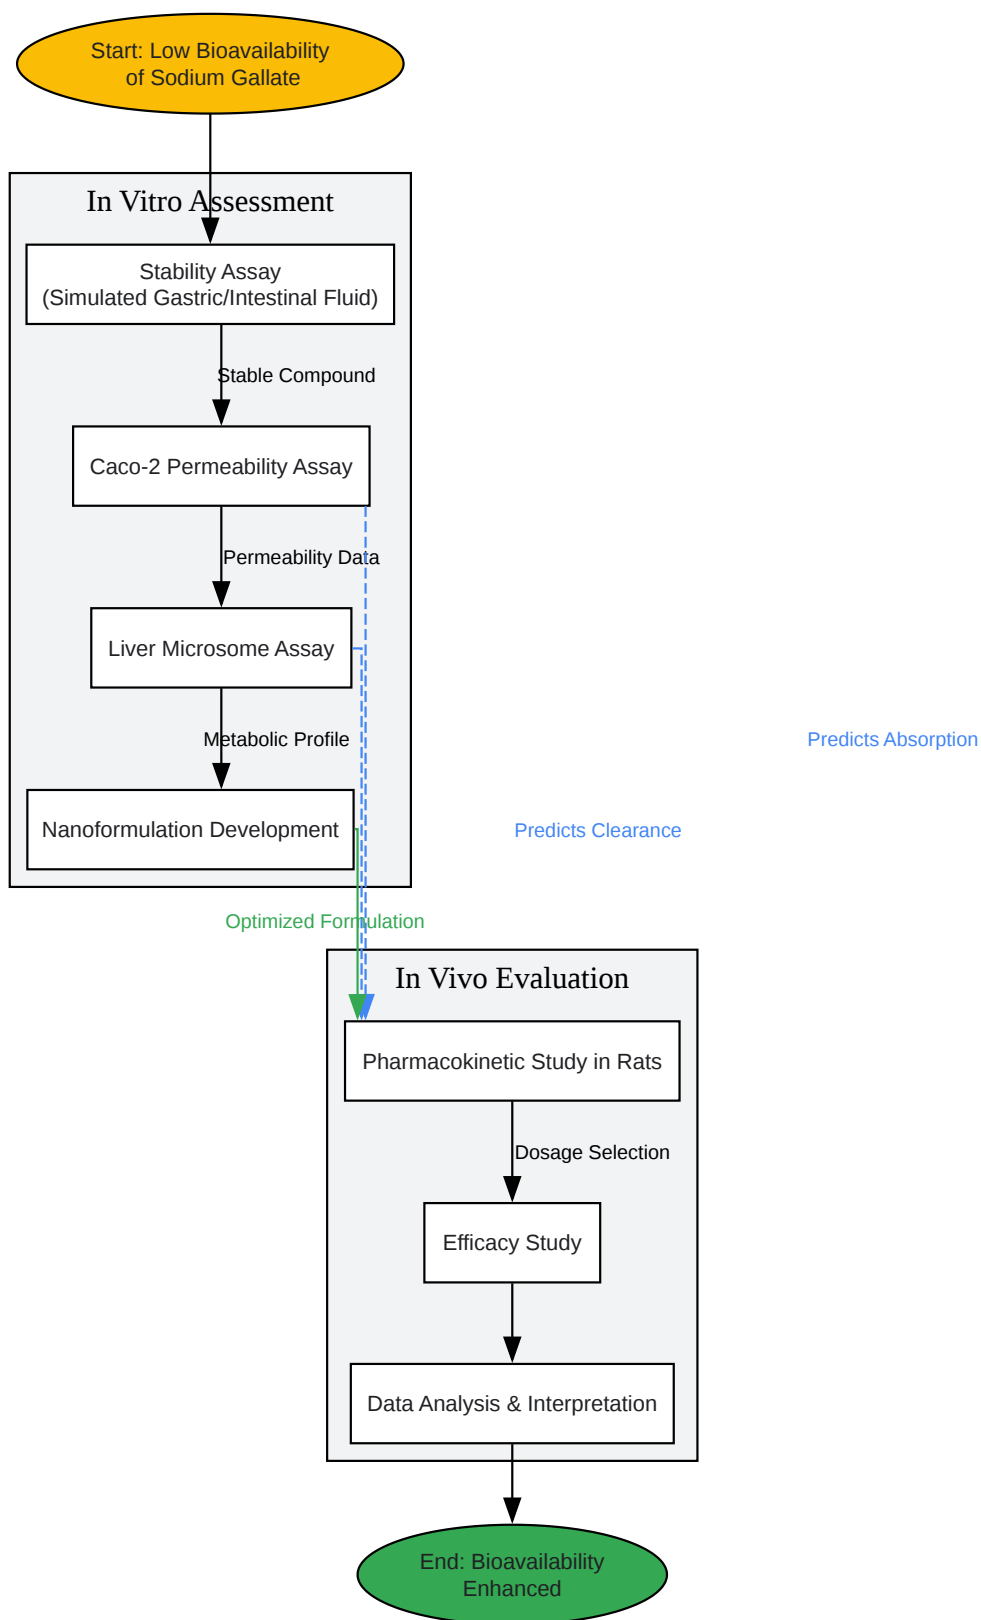 Start: Low Bioavailability
of Sodium Gallate
In Vitro Assessment
Stability Assay
(Simulated Gastric/Intestinal Fluid)
Stable Compound
Caco-2 Permeability Assay
Permeability Data
Liver Microsome Assay
Metabolic Profile
Predicts Absorption
Nanoformulation Development
Predicts Clearance
Optimized Formulation
In Vivo Evaluation
Pharmacokinetic Study in Rats
Dosage Selection
Efficacy Study
Data Analysis & Interpretation
End: Bioavailability
Enhanced